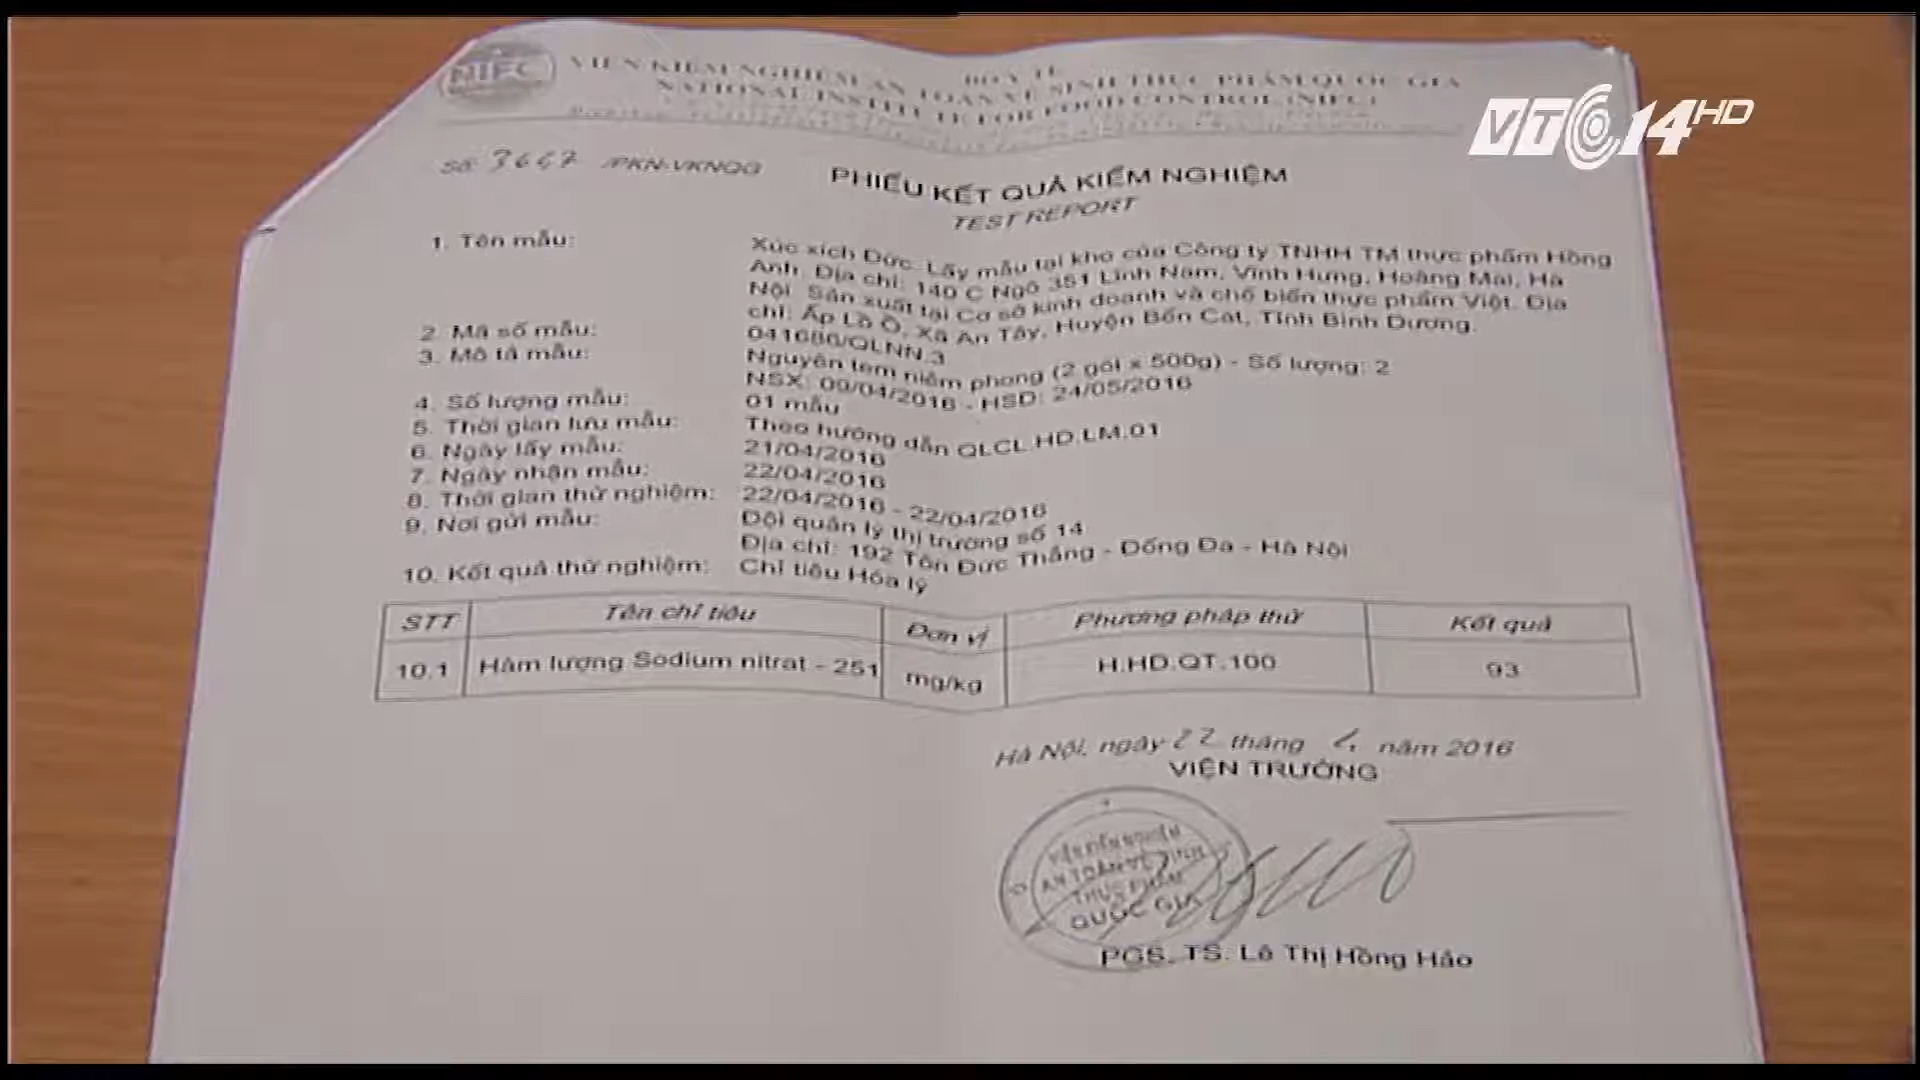 NIFC
BỘ Y TẾ
VIỆN KIỂM NGHIỆM AN TOÀN VỆ SINH THỰC PHẨM QUỐC GIA
NATIONAL INSTITUTE FOR FOOD CONTROL (NIFC)
VTC14HD
Số: 3667 /PKN-VKNQG
PHIẾU KẾT QUẢ KIỂM NGHIỆM
TEST REPORT
1. Tên mẫu: Xúc xích Đức. Lấy mẫu tại kho của Công ty TNHH TM thực phẩm Hồng
Anh. Địa chỉ: 140 C Ngõ 351 Lĩnh Nam, Vĩnh Hưng, Hoàng Mai, Hà
Nội. Sản xuất tại Cơ sở kinh doanh và chế biến thực phẩm Việt. Địa
chỉ: Ấp Lồ Ồ, Xã An Tây, Huyện Bến Cát, Tỉnh Bình Dương.
2. Mã số mẫu: 041686/QLNN.3
3. Mô tả mẫu: Nguyên tem niêm phong (2 gói x 500g) - Số lượng: 2
NSX: 09/04/2016 - HSD: 24/05/2016
4. Số lượng mẫu: 01 mẫu
5. Thời gian lưu mẫu: Theo hướng dẫn QLCL.HD.LM.01
6. Ngày lấy mẫu: 21/04/2016
7. Ngày nhận mẫu: 22/04/2016
8. Thời gian thử nghiệm: 22/04/2016 - 22/04/2016
9. Nơi gửi mẫu: Đội quản lý thị trường số 14
Địa chỉ: 192 Tôn Đức Thắng - Đống Đa - Hà Nội
10. Kết quả thử nghiệm: Chỉ tiêu Hóa lý
STT Tên chỉ tiêu Đơn vị Phương pháp thử Kết quả
10.1 Hàm lượng Sodium nitrat - 251 mg/kg H.HD.QT.100 93
Hà Nội, ngày 22 tháng 4 năm 2016
VIỆN TRƯỞNG
VIỆN KIỂM NGHIỆM
AN TOÀN VỆ SINH
THỰC PHẨM
QUỐC GIA
PGS. TS. Lê Thị Hồng Hảo